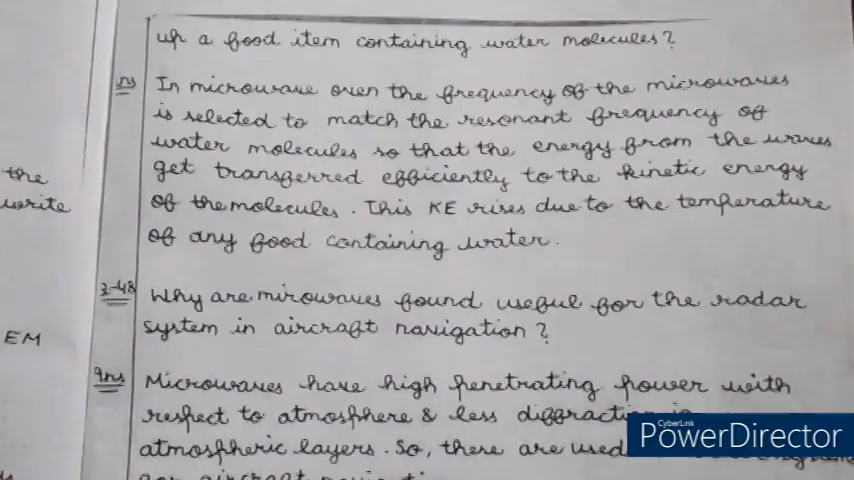 up a food item containing water molecules?
ns In microwave oven the frequency of the microwaves
is selected to match the resonant frequency of
water molecules so that the energy from the waves
get transferred efficiently to the kinetic energy
of the molecules. This KE rises due to the temperature
of any food containing water.
the
write
EM
Q-48 Why are mirowaves found useful for the radar
system in aircraft navigation?
Ans Microwaves have high penetrating power with
respect to atmosphere & less diffraction in
atmospheric layers. So, there are used
for aircraft
CyberLink
PowerDirector